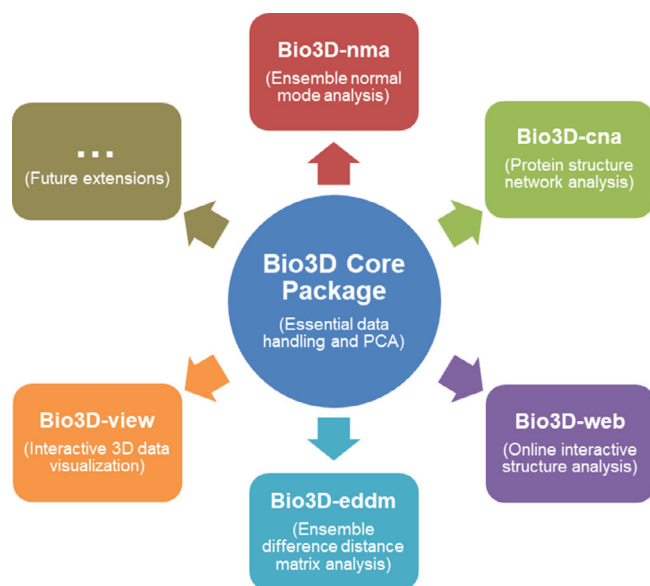 Bio3D-nma
(Ensemble normal
mode analysis)
...
(Future extensions)
Bio3D-cna
(Protein structure
network analysis)
Bio3D Core
Package
(Essential data
handling and PCA)
Bio3D-view
(Interactive 3D data
visualization)
Bio3D-web
(Online interactive
structure analysis)
Bio3D-eddm
(Ensemble
difference distance
matrix analysis)